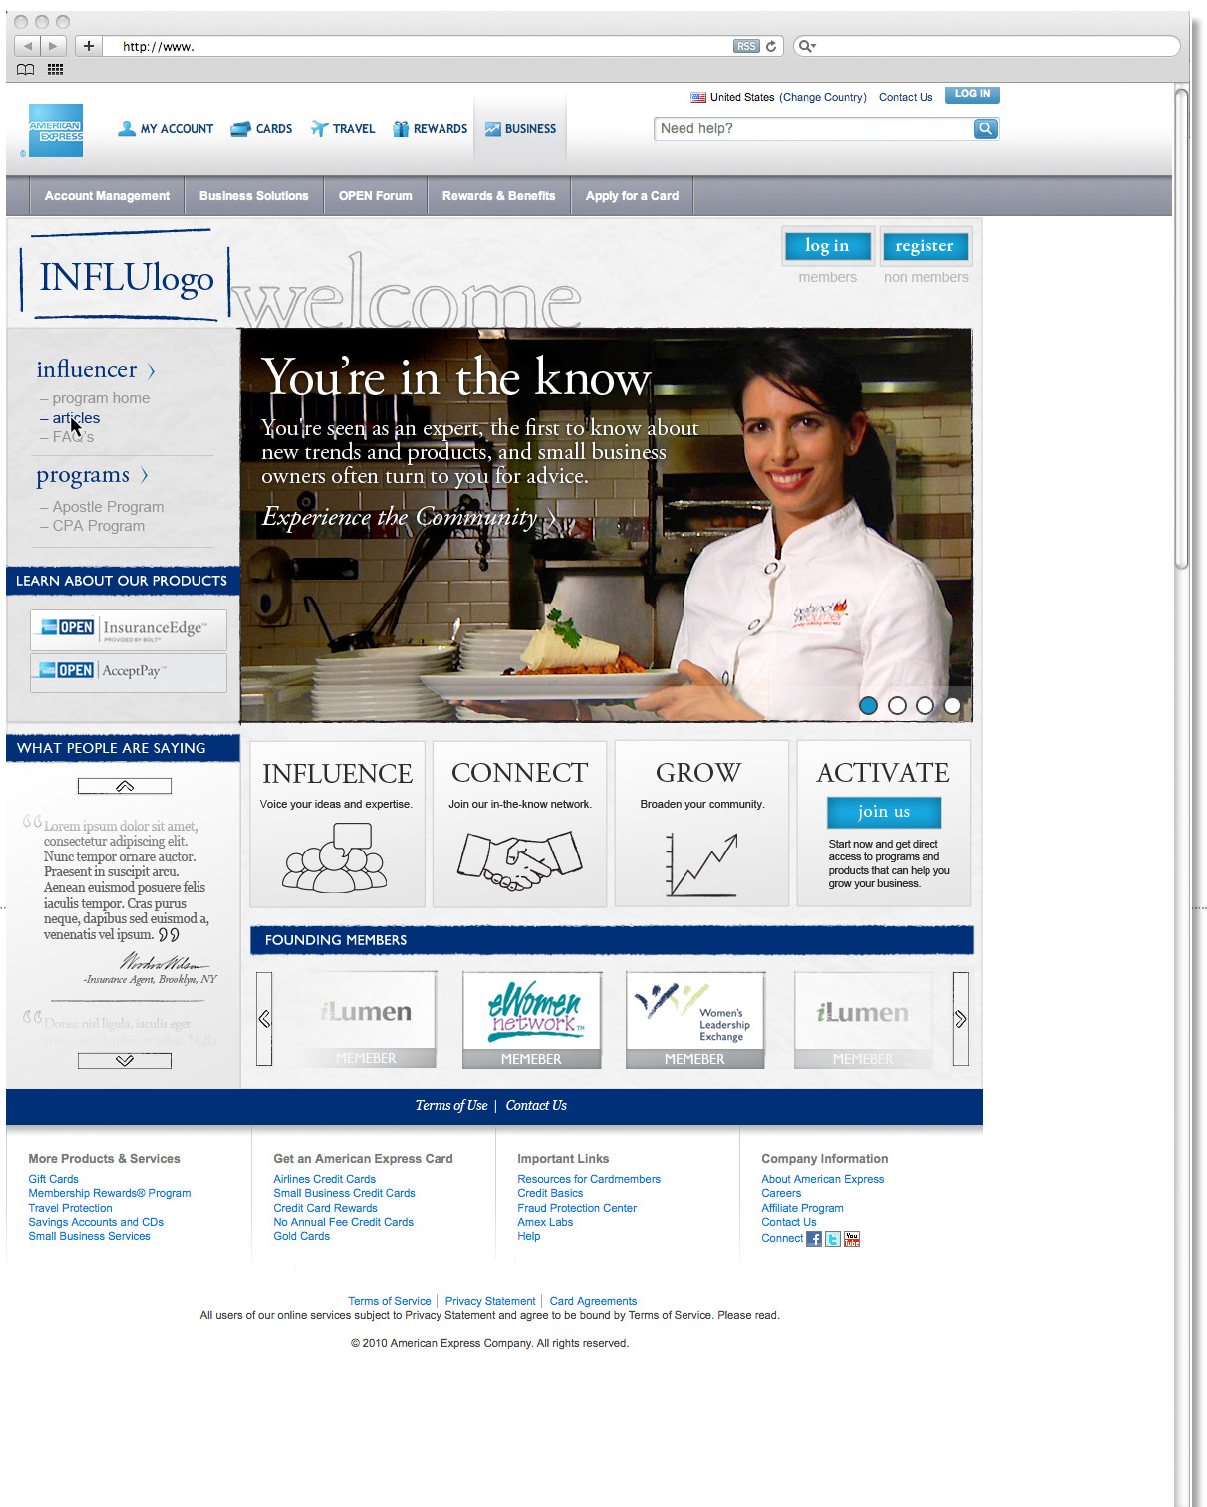 http://www.
RSS
United States (Change Country) Contact Us LOG IN
AMERICAN EXPRESS
®
MY ACCOUNT CARDS TRAVEL REWARDS BUSINESS
Need help?
Account Management Business Solutions OPEN Forum Rewards & Benefits Apply for a Card
INFLUlogo
welcome
log in
members
register
non members
influencer
– program home
– articles
– FAQ's
programs
– Apostle Program
– CPA Program
LEARN ABOUT OUR PRODUCTS
OPEN InsuranceEdge™
PROVIDED BY BOLT™
OPEN AcceptPay™
You're in the know
You're seen as an expert, the first to know about
new trends and products, and small business
owners often turn to you for advice.
Experience the Community
behind the burner
WHAT PEOPLE ARE SAYING
Lorem ipsum dolor sit amet,
consectetur adipiscing elit.
Nunc tempor ornare auctor.
Praesent in suscipit arcu.
Aenean euismod posuere felis
iaculis tempor. Cras purus
neque, dapibus sed euismod a,
venenatis vel ipsum.
-Insurance Agent, Brooklyn, NY
Donec nisl ligula, iaculis eget
INFLUENCE
Voice your ideas and expertise.
CONNECT
Join our in-the-know network.
GROW
Broaden your community.
ACTIVATE
join us
Start now and get direct
access to programs and
products that can help you
grow your business.
FOUNDING MEMBERS
iLumen
MEMEBER
eWomen
network™
MEMEBER
Women's
Leadership
Exchange
MEMEBER
iLumen
MEMEBER
Terms of Use | Contact Us
More Products & Services
Gift Cards
Membership Rewards® Program
Travel Protection
Savings Accounts and CDs
Small Business Services
Get an American Express Card
Airlines Credit Cards
Small Business Credit Cards
Credit Card Rewards
No Annual Fee Credit Cards
Gold Cards
Important Links
Resources for Cardmembers
Credit Basics
Fraud Protection Center
Amex Labs
Help
Company Information
About American Express
Careers
Affiliate Program
Contact Us
Connect f t You Tube
Terms of Service | Privacy Statement | Card Agreements
All users of our online services subject to Privacy Statement and agree to be bound by Terms of Service. Please read.
© 2010 American Express Company. All rights reserved.